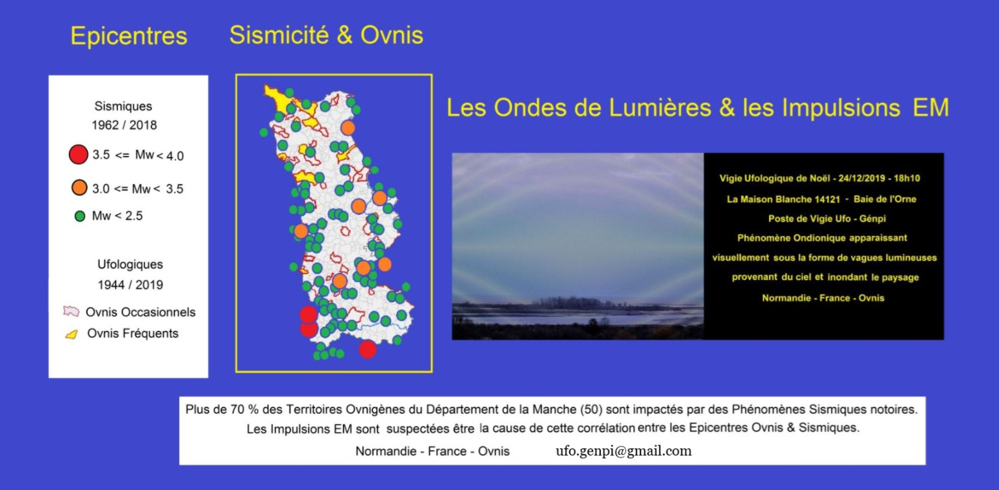 Epicentres
Sismicité & Ovnis
Sismiques
1962 / 2018
3.5 <= Mw < 4.0
3.0 <= Mw < 3.5
Mw < 2.5
Ufologiques
1944 / 2019
Ovnis Occasionnels
Ovnis Fréquents
Les Ondes de Lumières & les Impulsions EM
Vigie Ufologique de Noël - 24/12/2019 - 18h10
La Maison Blanche 14121 - Baie de l'Orne
Poste de Vigie Ufo - Génpi
Phénomène Ondionique apparaissant
visuellement sous la forme de vagues lumineuses
provenant du ciel et inondant le paysage
Normandie - France - Ovnis
Plus de 70 % des Territoires Ovnigènes du Département de la Manche (50) sont impactés par des Phénomènes Sismiques notoires.
Les Impulsions EM sont suspectées être la cause de cette corrélation entre les Epicentres Ovnis & Sismiques.
Normandie - France - Ovnis ufo.genpi@gmail.com